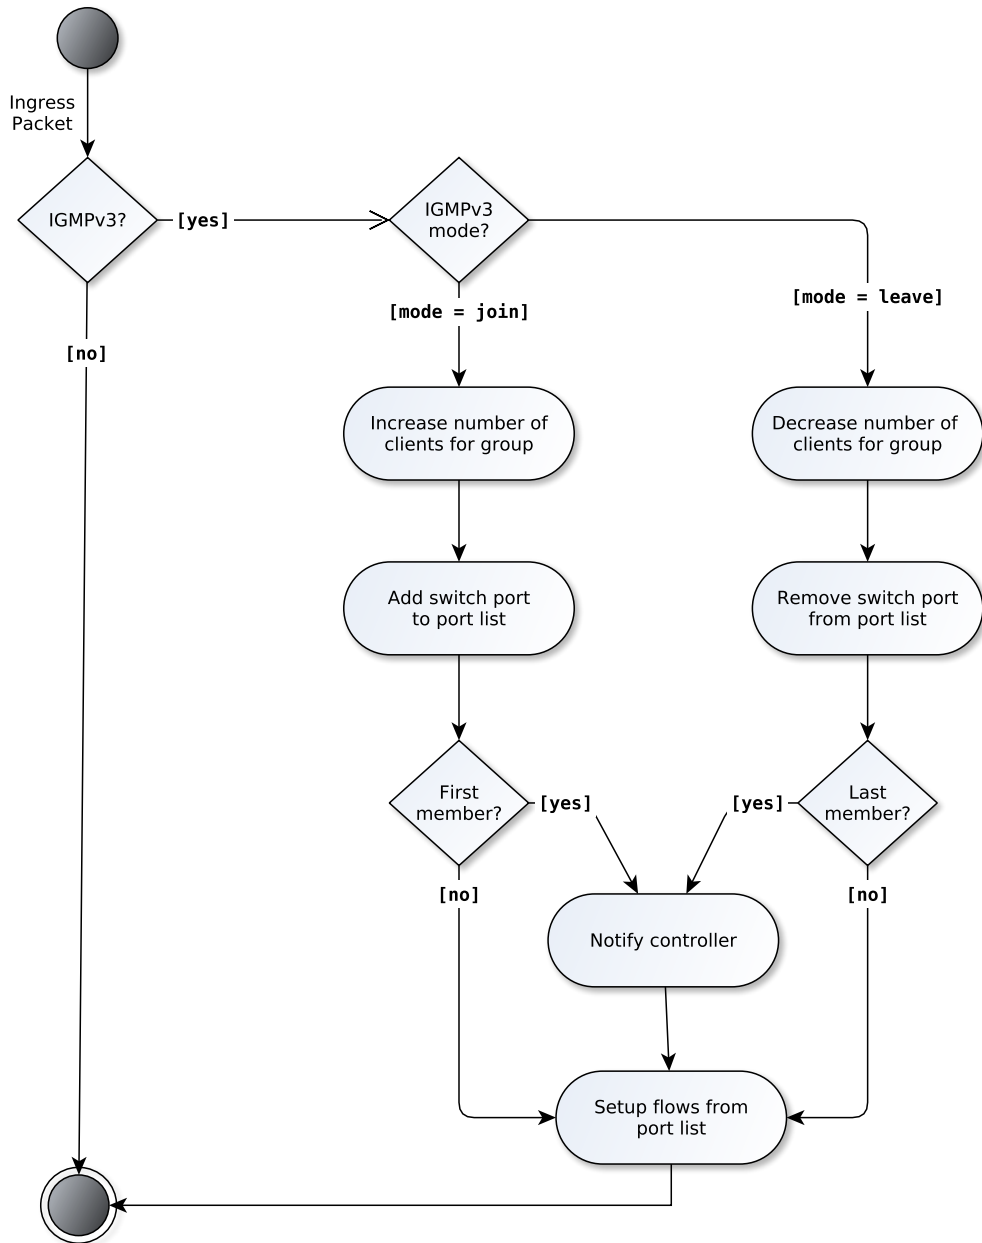 Ingress
Packet
IGMPv3?
[yes]
IGMPv3
mode?
[mode = join]
[mode = leave]
[no]
Increase number of
clients for group
Decrease number of
clients for group
Add switch port
to port list
Remove switch port
from port list
First
member?
[yes]
[yes]
Last
member?
[no]
[no]
Notify controller
Setup flows from
port list